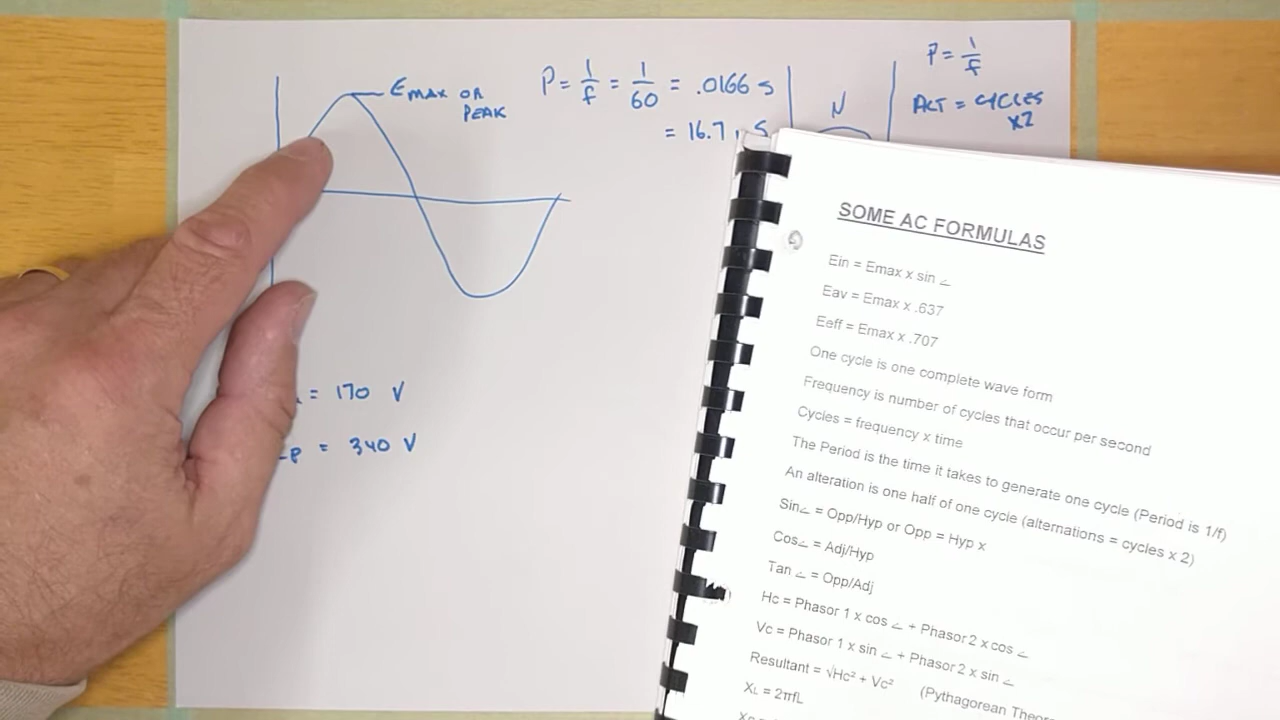 EMAX OR
PEAK
P = 1/f = 1/60 = .0166 s
= 16.7 S
N
P = 1/f
ALT = CYCLES
X2
= 170 V
-P = 340 V
SOME AC FORMULAS
Ein = Emax x sin ∠
Eav = Emax x .637
Eeff = Emax x .707
One cycle is one complete wave form
Frequency is number of cycles that occur per second
Cycles = frequency x time
The Period is the time it takes to generate one cycle (Period is 1/f)
An alteration is one half of one cycle (alternations = cycles x 2)
Sin∠ = Opp/Hyp or Opp = Hyp x
Cos∠ = Adj/Hyp
Tan ∠ = Opp/Adj
Hc = Phasor 1 x cos ∠ + Phasor 2 x cos ∠
Vc = Phasor 1 x sin ∠ + Phasor 2 x sin ∠
Resultant = √Hc² + Vc² (Pythagorean Theor
XL = 2πfL